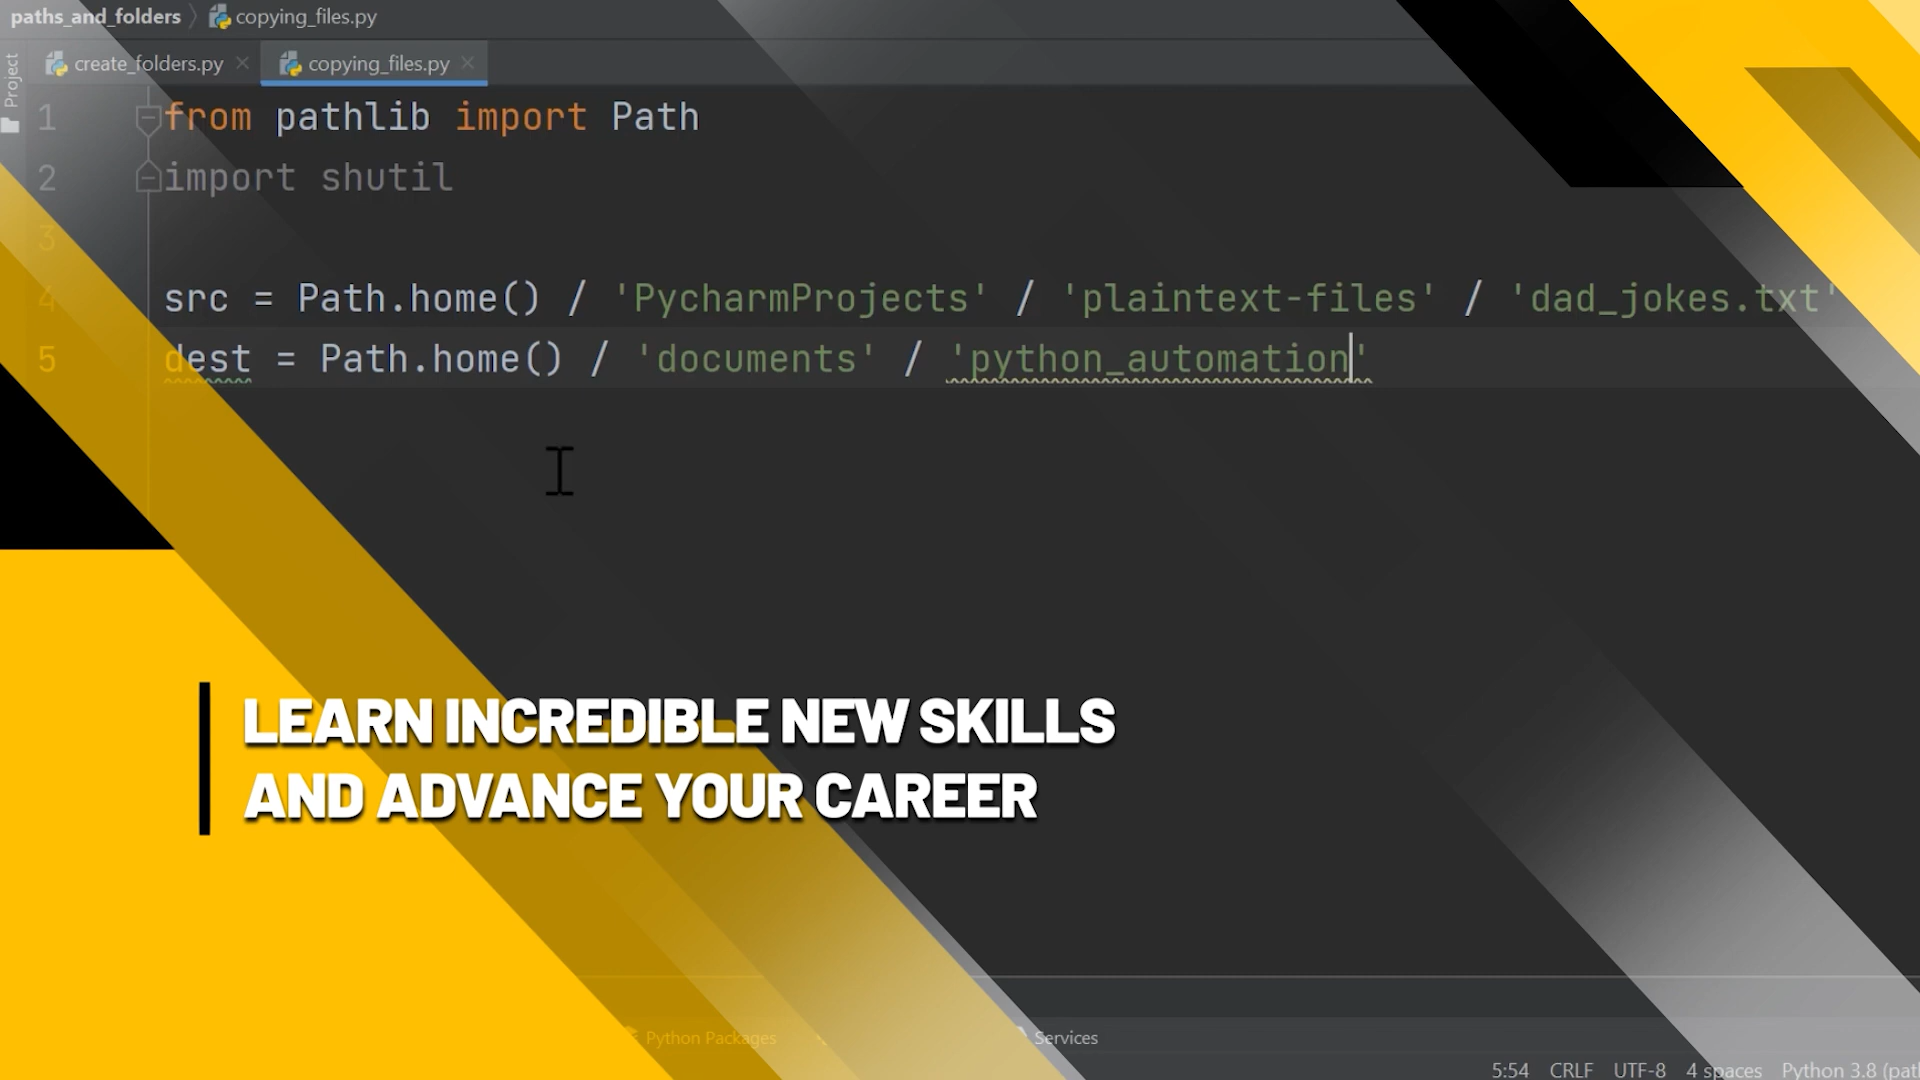 paths_and_folders copying_files.py
Project
create_folders.py copying_files.py
1 from pathlib import Path
2 import shutil
3
4 src = Path.home() / 'PycharmProjects' / 'plaintext-files' / 'dad_jokes.txt'
5 dest = Path.home() / 'documents' / 'python_automation'
LEARN INCREDIBLE NEW SKILLS
AND ADVANCE YOUR CAREER
Python Packages Services
5:54 CRLF UTF-8 4 spaces Python 3.8 (pat